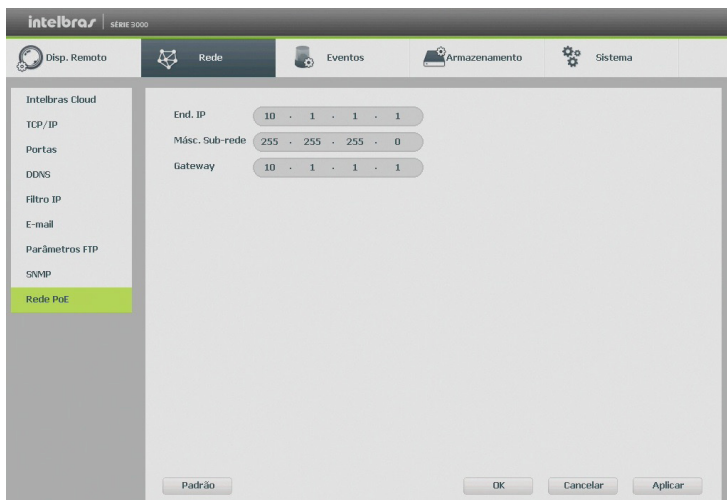 intelbras | SÉRIE 3000
Disp. Remoto Rede Eventos Armazenamento Sistema
Intelbras Cloud
TCP/IP
Portas
DDNS
Filtro IP
E-mail
Parâmetros FTP
SNMP
Rede PoE
End. IP 10 . 1 . 1 . 1
Másc. Sub-rede 255 . 255 . 255 . 0
Gateway 10 . 1 . 1 . 1
Padrão OK Cancelar Aplicar